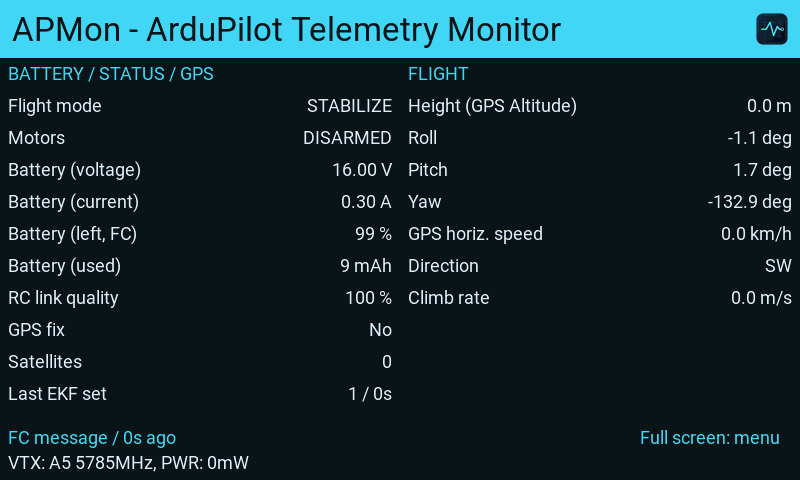 APMon - ArduPilot Telemetry Monitor
BATTERY / STATUS / GPS
Flight mode STABILIZE
Motors DISARMED
Battery (voltage) 16.00 V
Battery (current) 0.30 A
Battery (left, FC) 99 %
Battery (used) 9 mAh
RC link quality 100 %
GPS fix No
Satellites 0
Last EKF set 1 / 0s
FLIGHT
Height (GPS Altitude) 0.0 m
Roll -1.1 deg
Pitch 1.7 deg
Yaw -132.9 deg
GPS horiz. speed 0.0 km/h
Direction SW
Climb rate 0.0 m/s
FC message / 0s ago
VTX: A5 5785MHz, PWR: 0mW
Full screen: menu